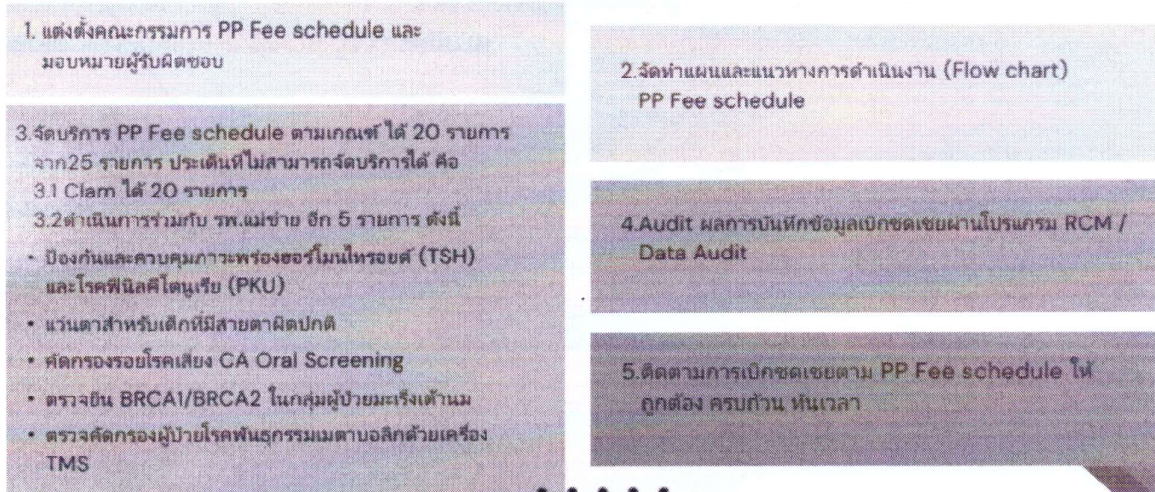 1. แต่งตั้งคณะกรรมการ PP Fee schedule และ
มอบหมายผู้รับผิดชอบ
2.จัดทำแผนและแนวทางการดำเนินงาน (Flow chart)
PP Fee schedule
3.จัดบริการ PP Fee schedule ตามเกณฑ์ ได้ 20 รายการ
จาก25 รายการ ประเด็นที่ไม่สามารถจัดบริการได้ คือ
3.1 Clam ได้ 20 รายการ
3.2ดำเนินการร่วมกับ รพ.แม่ข่าย อีก 5 รายการ ดังนี้
• ป้องกันและควบคุมภาวะพร่องฮอร์โมนไทรอยด์ (TSH)
และโรคฟีนิลคีโตนูเรีย (PKU)
• แว่นตาสำหรับเด็กที่มีสายตาผิดปกติ
• คัดกรองรอยโรคเสี่ยง CA Oral Screening
• ตรวจยีน BRCA1/BRCA2 ในกลุ่มผู้ป่วยมะเร็งเต้านม
• ตรวจคัดกรองผู้ป่วยโรคพันธุกรรมเมตาบอลิกด้วยเครื่อง
TMS
4.Audit ผลการบันทึกข้อมูลเบิกชดเชยผ่านโปรแกรม RCM /
Data Audit
5.ติดตามการเบิกชดเชยตาม PP Fee schedule ให้
ถูกต้อง ครบถ้วน ทันเวลา